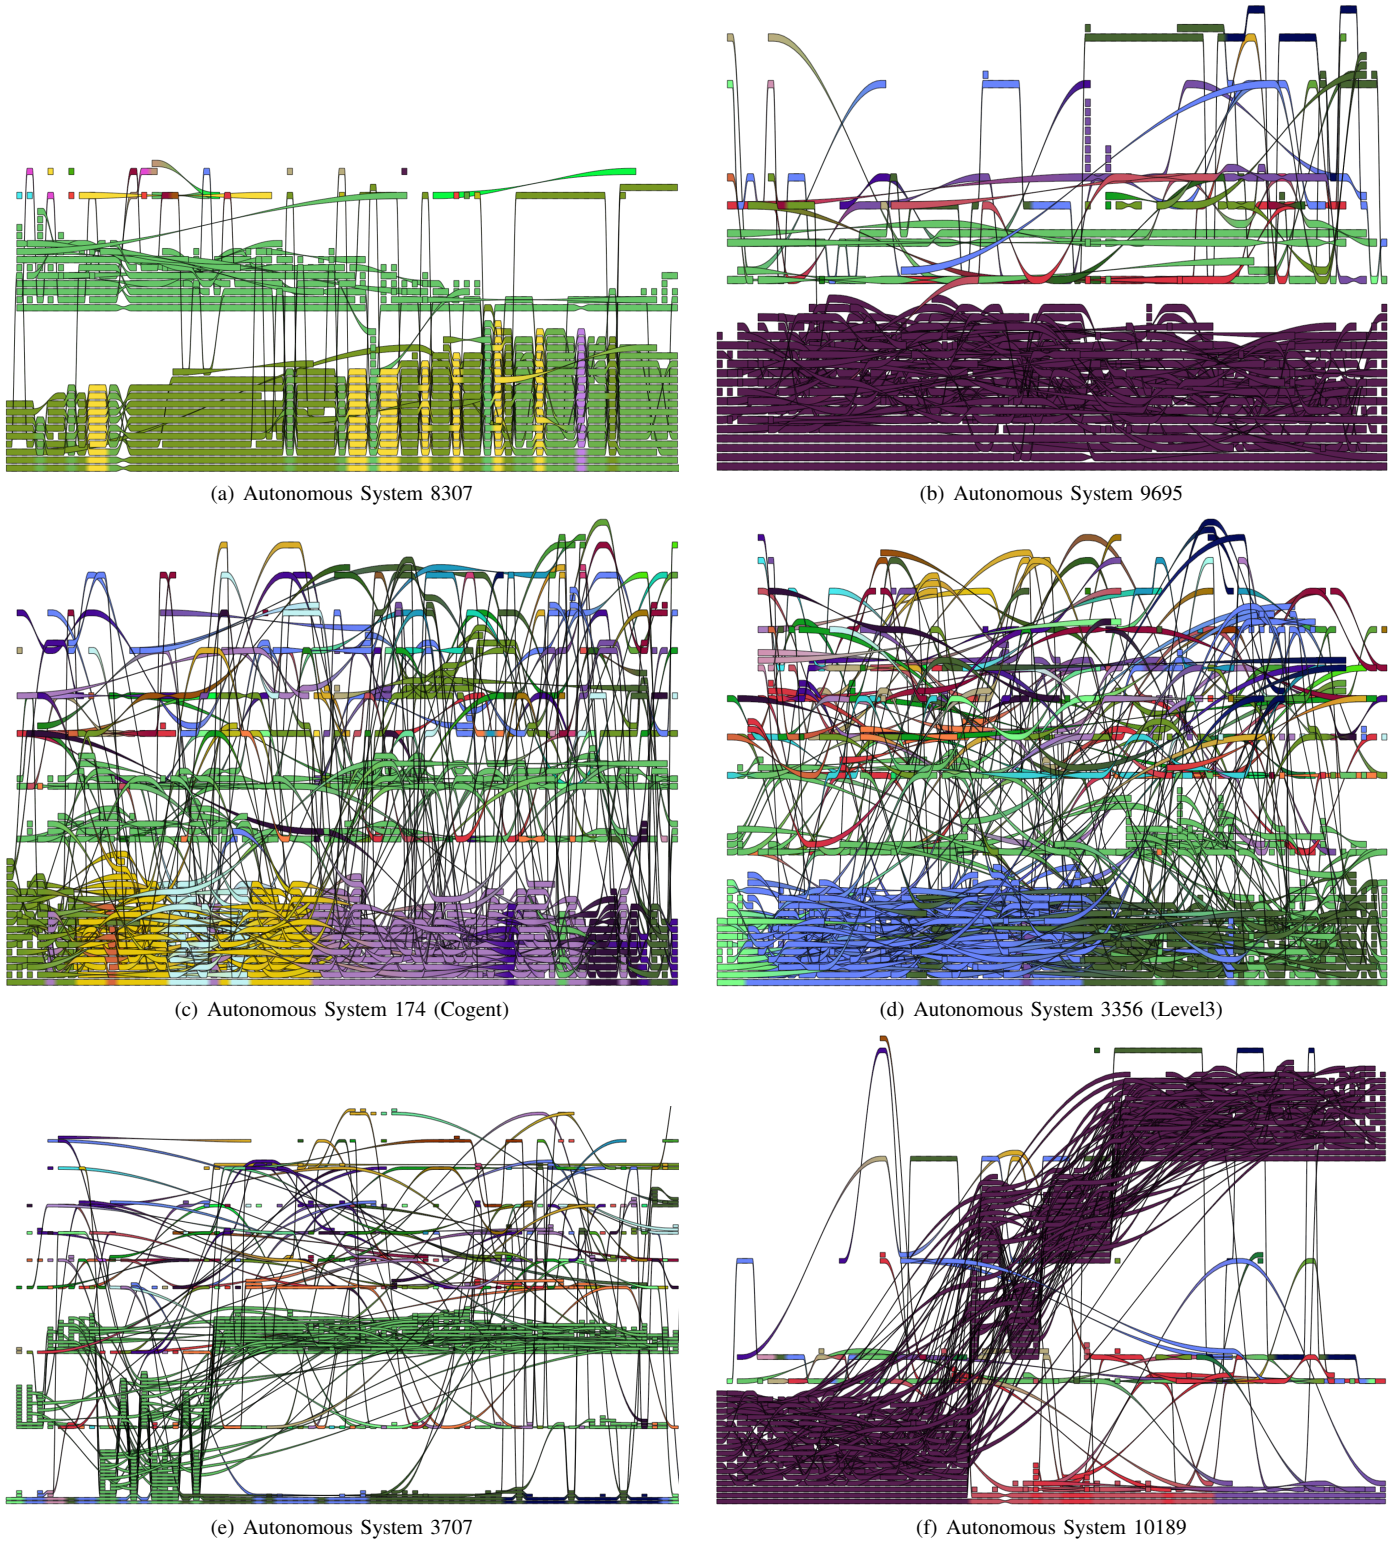 (a) Autonomous System 8307
(b) Autonomous System 9695
(c) Autonomous System 174 (Cogent)
(d) Autonomous System 3356 (Level3)
(e) Autonomous System 3707
(f) Autonomous System 10189